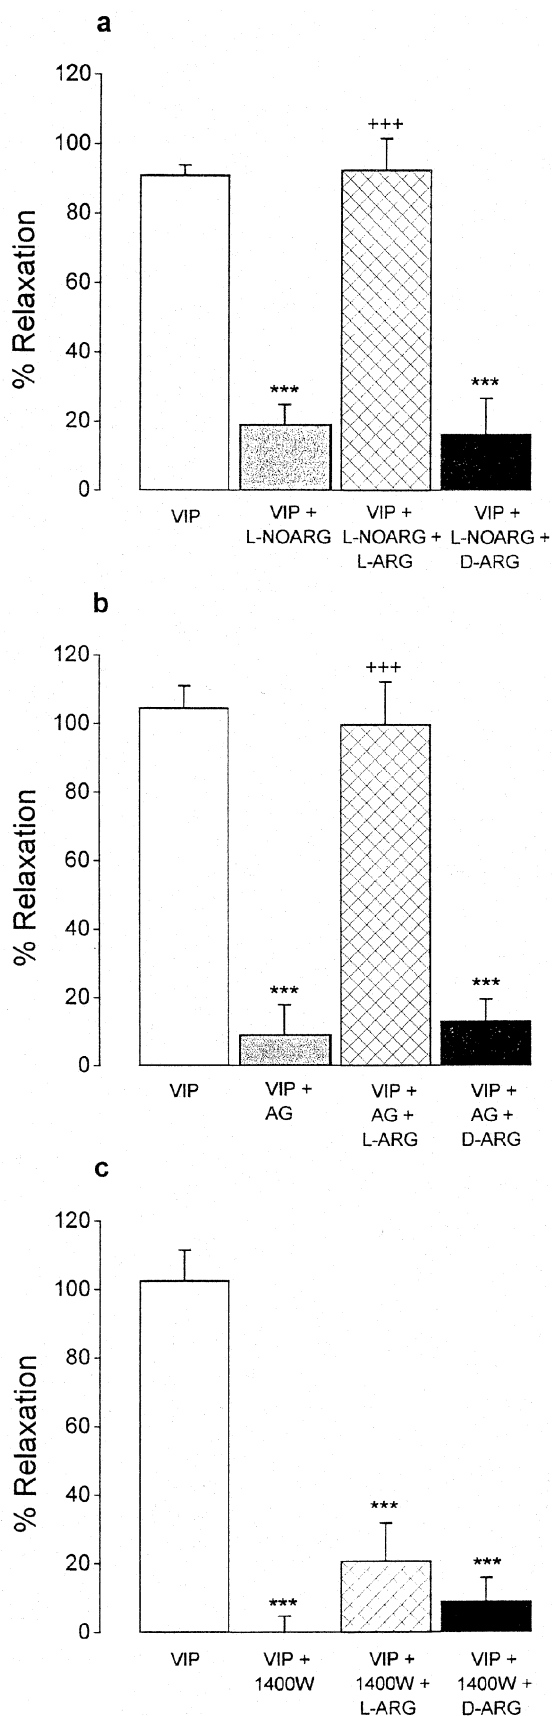 a
% Relaxation
120
100
80
60
40
20
0
***
+++
***
VIP
VIP +
L-NOARG
VIP +
L-NOARG +
L-ARG
VIP +
L-NOARG +
D-ARG
b
% Relaxation
120
100
80
60
40
20
0
***
+++
***
VIP
VIP +
AG
VIP +
AG +
L-ARG
VIP +
AG +
D-ARG
c
% Relaxation
120
100
80
60
40
20
0
***
***
***
VIP
VIP +
1400W
VIP +
1400W +
L-ARG
VIP +
1400W +
D-ARG